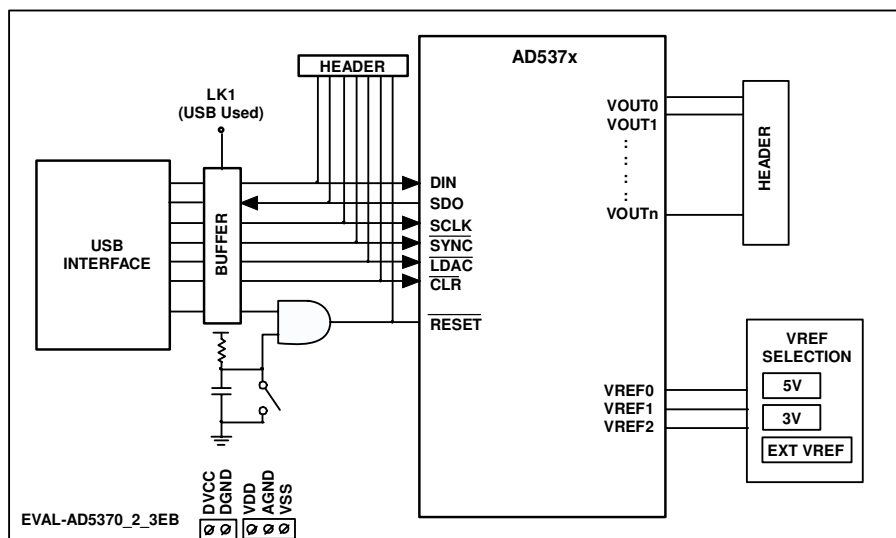 AD537x
HEADER
LK1
(USB Used)
USB
INTERFACE
BUFFER
DIN
SDO
SCLK
SYNC
LDAC
CLR
RESET
VOUT0
VOUT1
VOUTn
HEADER
VREF0
VREF1
VREF2
VREF
SELECTION
5V
3V
EXT VREF
EVAL-AD5370_2_3EB
DVCC
DGND
VDD
AGND
VSS